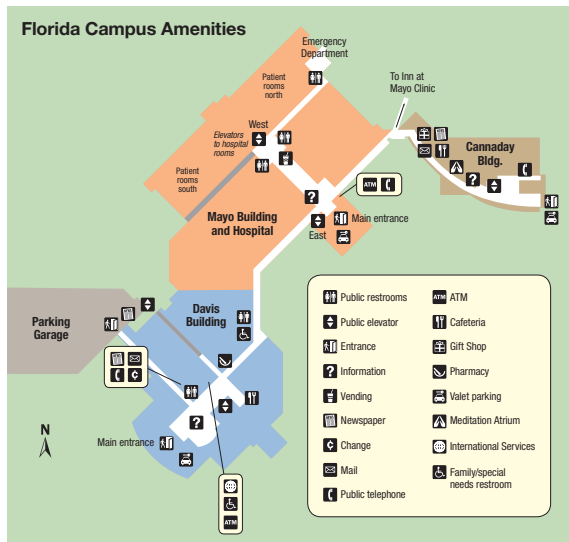 Florida Campus Amenities
Emergency
Department
Patient
rooms
north
To Inn at
Mayo Clinic
West
Elevators
to hospital
rooms
Cannaday
Bldg.
Patient
rooms
south
ATM
Mayo Building
and Hospital
Main entrance
East
Parking
Garage
Davis
Building
N
Main entrance
ATM
Public restrooms
Public elevator
Entrance
Information
Vending
Newspaper
Change
Mail
Public telephone
ATM ATM
Cafeteria
Gift Shop
Pharmacy
Valet parking
Meditation Atrium
International Services
Family/special
needs restroom